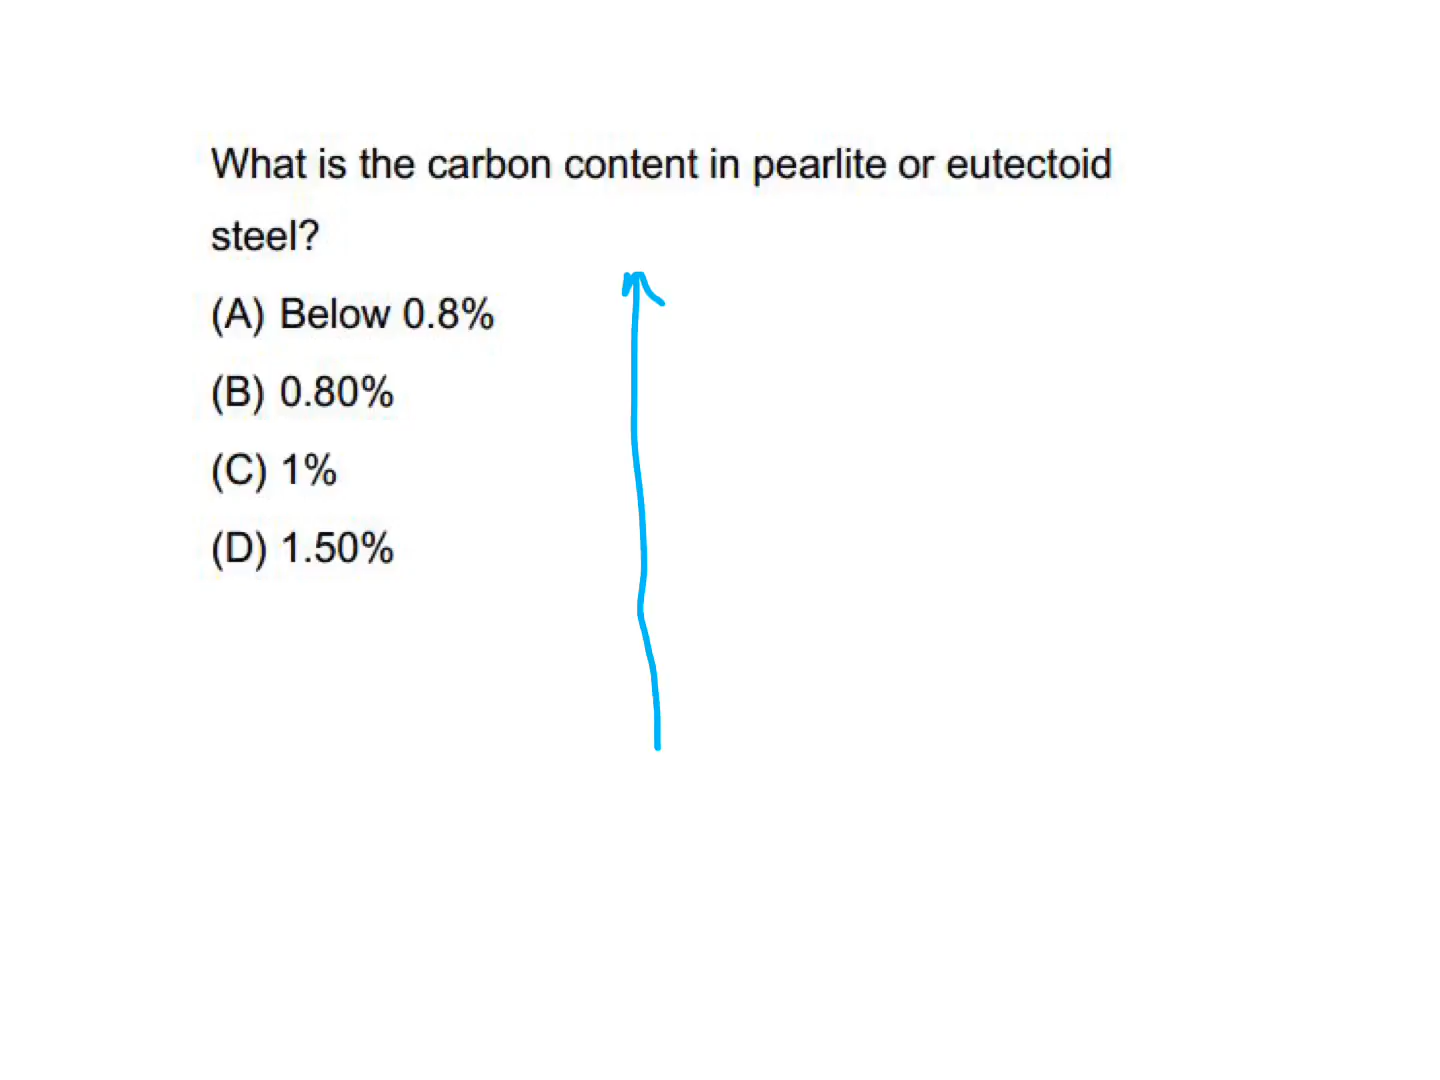 What is the carbon content in pearlite or eutectoid
steel?
(A) Below 0.8%
(B) 0.80%
(C) 1%
(D) 1.50%